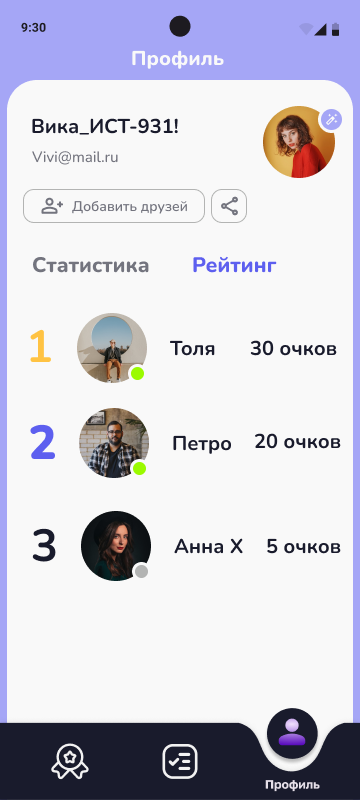 9:30
Профиль
Вика_ИСТ-931!
Vivi@mail.ru
Добавить друзей
Статистика Рейтинг
1 Толя 30 очков
2 Петро 20 очков
3 Анна Х 5 очков
Профиль